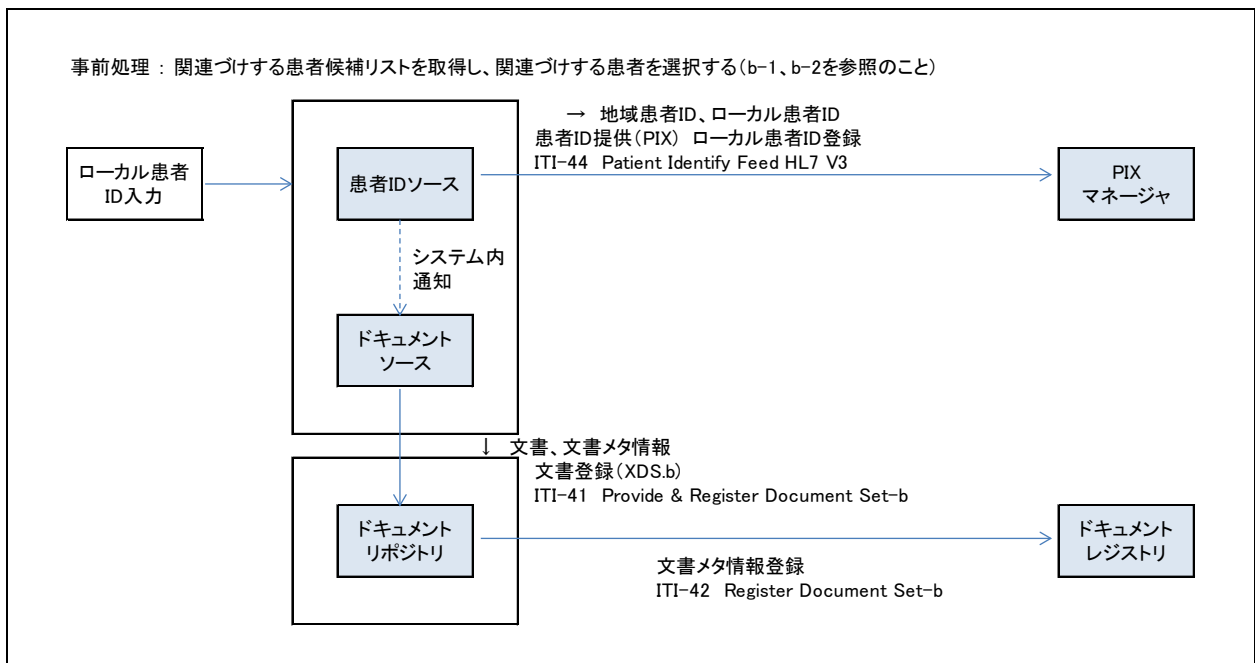 事前処理 : 関連づけする患者候補リストを取得し、関連づけする患者を選択する(b-1、b-2を参照のこと)
→ 地域患者ID、ローカル患者ID
患者ID提供(PIX) ローカル患者ID登録
ITI-44 Patient Identify Feed HL7 V3
ローカル患者
ID入力
患者IDソース
PIX
マネージャ
システム内
通知
ドキュメント
ソース
↓ 文書、文書メタ情報
文書登録(XDS.b)
ITI-41 Provide & Register Document Set-b
ドキュメント
リポジトリ
ドキュメント
レジストリ
文書メタ情報登録
ITI-42 Register Document Set-b